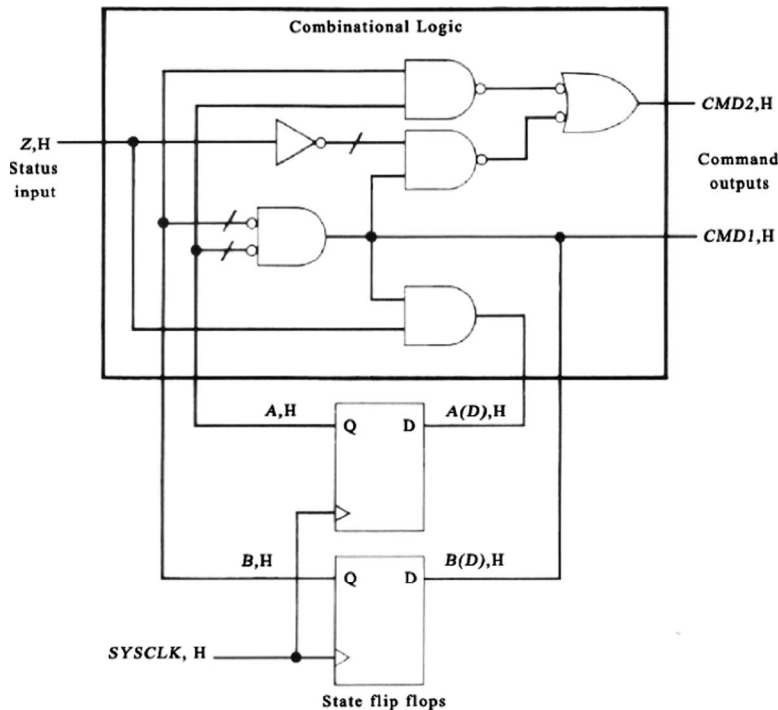 Combinational Logic
CMD2,H
Z,H
Status
input
Command
outputs
CMD1,H
A,H
Q
D
A(D),H
B,H
Q
D
B(D),H
SYSCLK, H
State flip flops